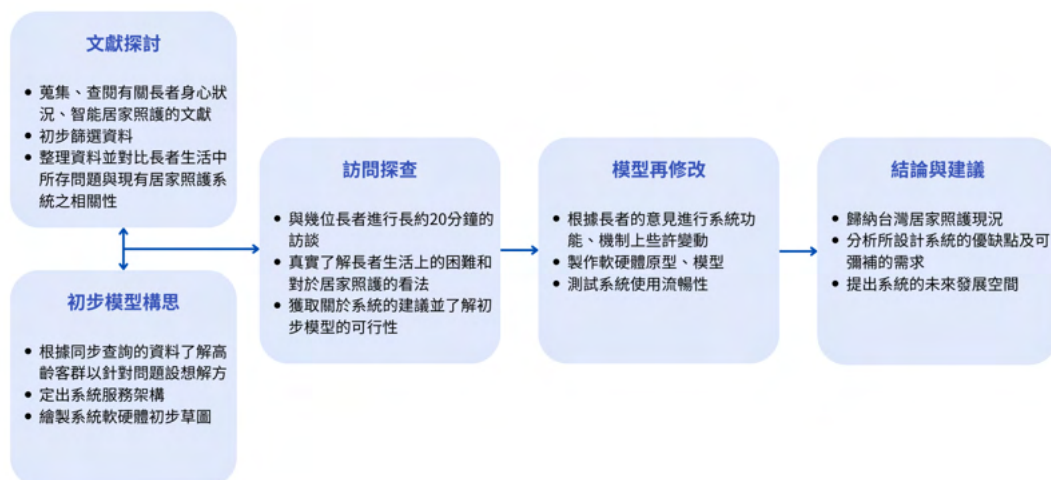 文獻探討
• 蒐集、查閱有關長者身心狀
況、智能居家照護的文獻
• 初步篩選資料
• 整理資料並對比長者生活中
所存問題與現有居家照護系
統之相關性
初步模型構思
• 根據同步查詢的資料了解高
齡客群以針對問題設想解方
• 定出系統服務架構
• 繪製系統軟硬體初步草圖
訪問探查
• 與幾位長者進行長約20分鐘的
訪談
• 真實了解長者生活上的困難和
對於居家照護的看法
• 獲取關於系統的建議並了解初
步模型的可行性
模型再修改
• 根據長者的意見進行系統功
能、機制上些許變動
• 製作軟硬體原型、模型
• 測試系統使用流暢性
結論與建議
• 歸納台灣居家照護現況
• 分析所設計系統的優缺點及可
彌補的需求
• 提出系統的未來發展空間